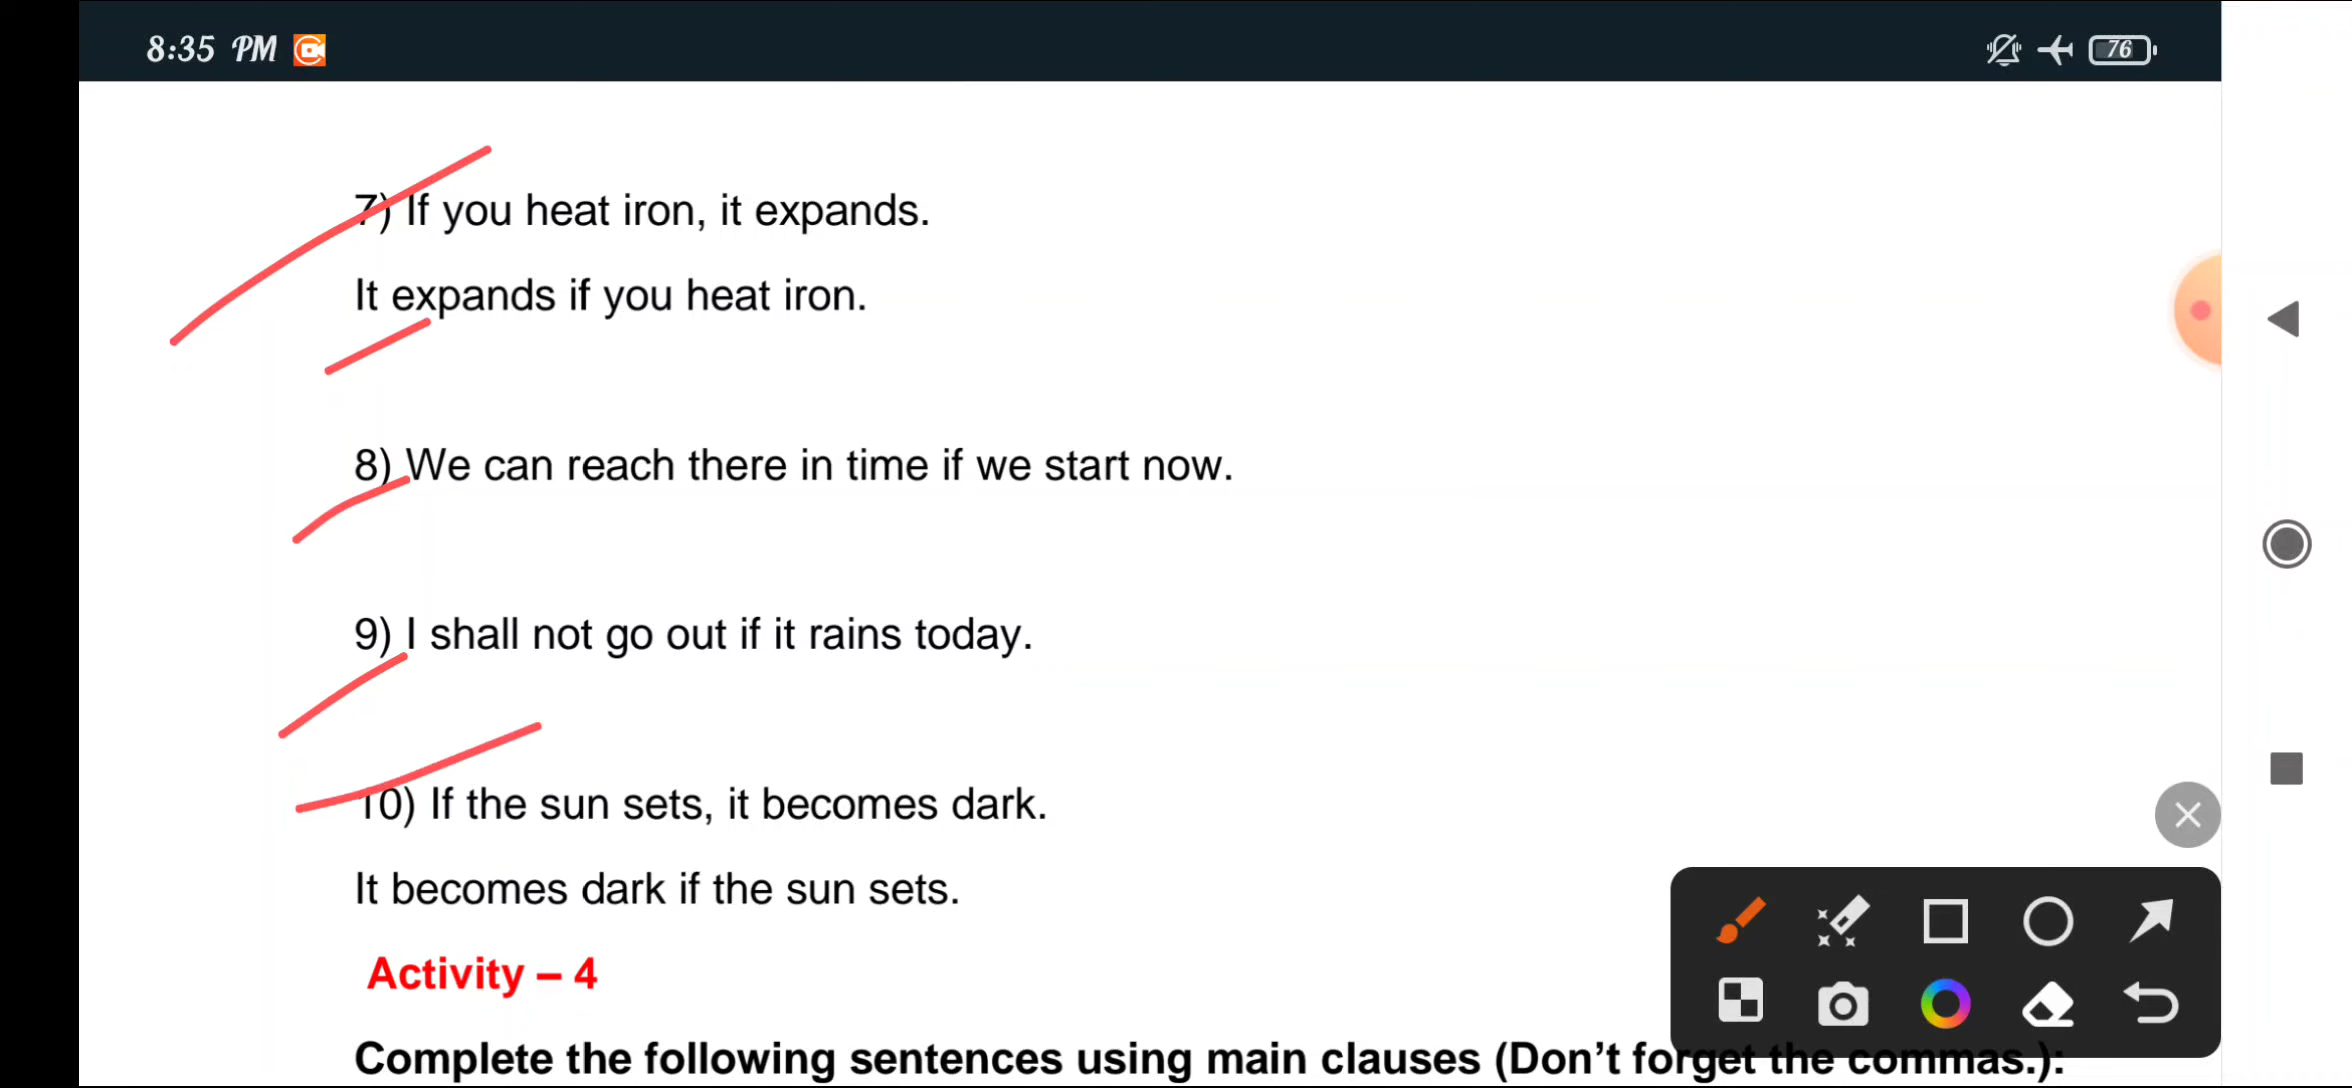 8:35 PM
76
7) If you heat iron, it expands.
It expands if you heat iron.
8) We can reach there in time if we start now.
9) I shall not go out if it rains today.
10) If the sun sets, it becomes dark.
It becomes dark if the sun sets.
Activity – 4
Complete the following sentences using main clauses (Don’t forget the commas.):